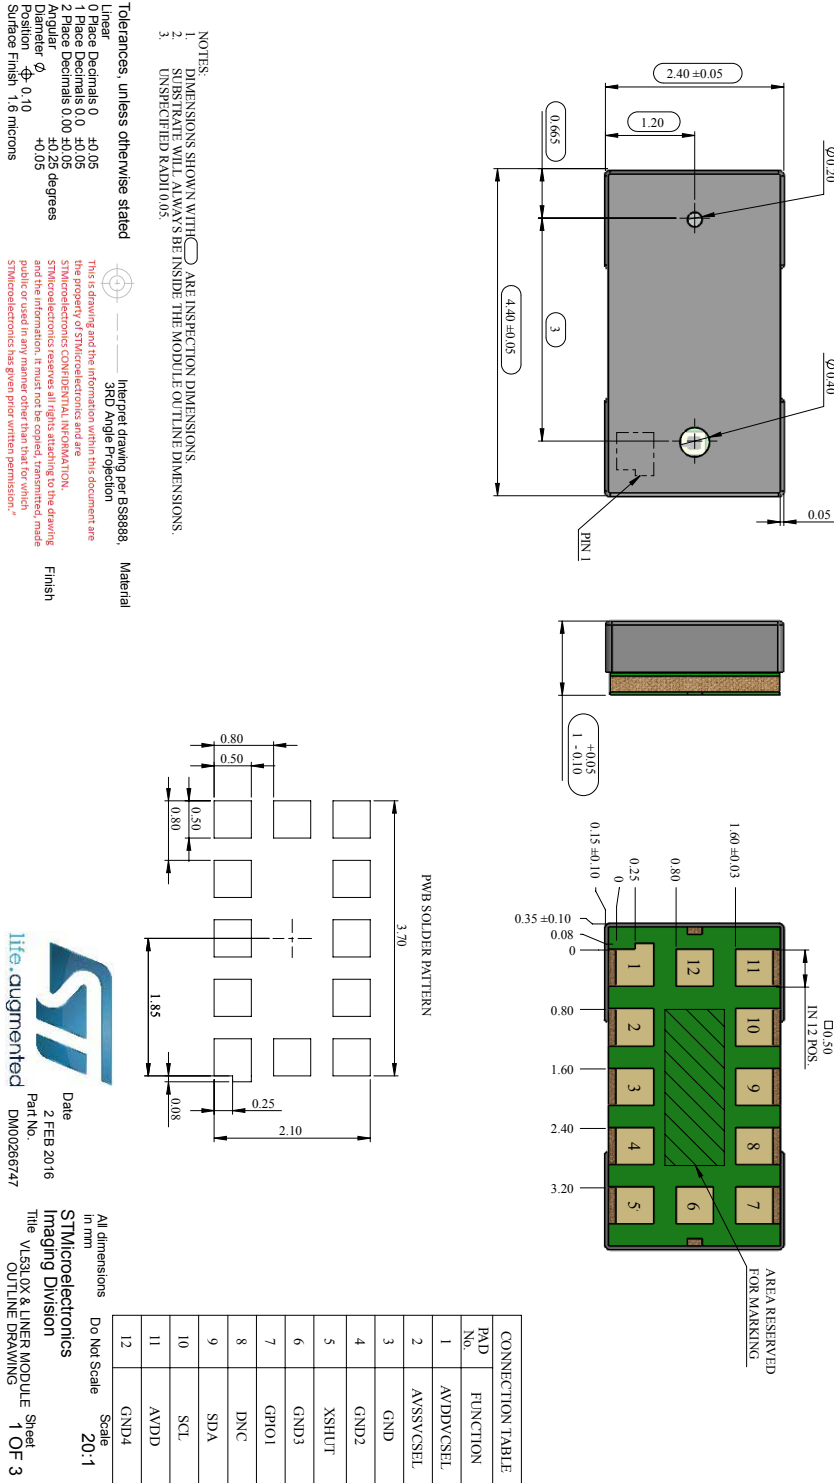 Ø0.20
Ø0.40
0.05
2.40 ±0.05
1.20
0.665
3
4.40 ±0.05
PIN 1
+0.05
1 -0.10
□0.50
IN 12 POS.
1.60 ±0.03
0.80
0.25
0
0.15 ±0.10
0.35 ±0.10
0.08
0
0.80
1.60
2.40
3.20
11
10
9
8
7
12
6
1
2
3
4
5
AREA RESERVED
FOR MARKING
NOTES:
1. DIMENSIONS SHOWN WITH ARE INSPECTION DIMENSIONS.
2. SUBSTRATE WILL ALWAYS BE INSIDE THE MODULE OUTLINE DIMENSIONS.
3. UNSPECIFIED RADII 0.05.
PWB SOLDER PATTERN
3.70
0.80
0.50
0.50
0.80
1.85
0.08
0.25
2.10
CONNECTION TABLE
PAD No. FUNCTION
1 AVDDVCSEL
2 AVSSVCSEL
3 GND
4 GND2
5 XSHUT
6 GND3
7 GPIO1
8 DNC
9 SDA
10 SCL
11 AVDD
12 GND4
Tolerances, unless otherwise stated
Linear
0 Place Decimals 0 ±0.05
1 Place Decimals 0.0 ±0.05
2 Place Decimals 0.00 ±0.05
Angular ±0.25 degrees
Diameter Ø +0.05
Position ⌖ 0.10
Surface Finish 1.6 microns
Interpret drawing per BS8888,
3RD Angle Projection
This is drawing and the information within this document are
the property of STMicroelectronics and are
STMicroelectronics CONFIDENTIAL INFORMATION.
STMicroelectronics reserves all rights attaching to the drawing
and the information. It must not be copied, transmitted, made
public or used in any manner other than that for which
STMicroelectronics has given prior written permission."
Material
Finish
ST
life.augmented
Date
2 FEB 2016
Part No.
DM00266747
All dimensions
in mm
Do Not Scale
Scale
20:1
STMicroelectronics
Imaging Division
Title VL53L0X & LINER MODULE
OUTLINE DRAWING
Sheet
1 OF 3